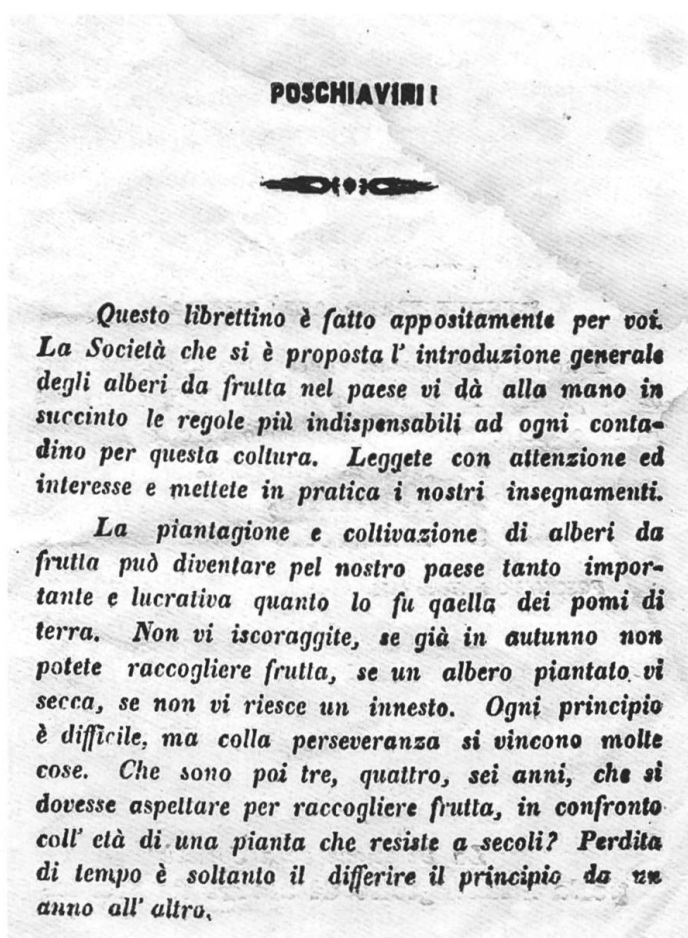 POSCHIAVINI!
Questo librettino è fatto appositamente per voi.
La Società che si è proposta l' introduzione generale
degli alberi da frutta nel paese vi dà alla mano in
succinto le regole più indispensabili ad ogni conta-
dino per questa coltura. Leggete con attenzione ed
interesse e mettete in pratica i nostri insegnamenti.
La piantagione e coltivazione di alberi da
frutta può diventare pel nostro paese tanto impor-
tante e lucrativa quanto lo fu qaella dei pomi di
terra. Non vi iscoraggite, se già in autunno non
potete raccogliere frutta, se un albero piantato vi
secca, se non vi riesce un innesto. Ogni principio
è difficile, ma colla perseveranza si vincono molte
cose. Che sono poi tre, quattro, sei anni, che si
dovesse aspettare per raccogliere frutta, in confronto
coll' età di una pianta che resiste a secoli? Perdita
di tempo è soltanto il differire il principio da un
anno all' altro.